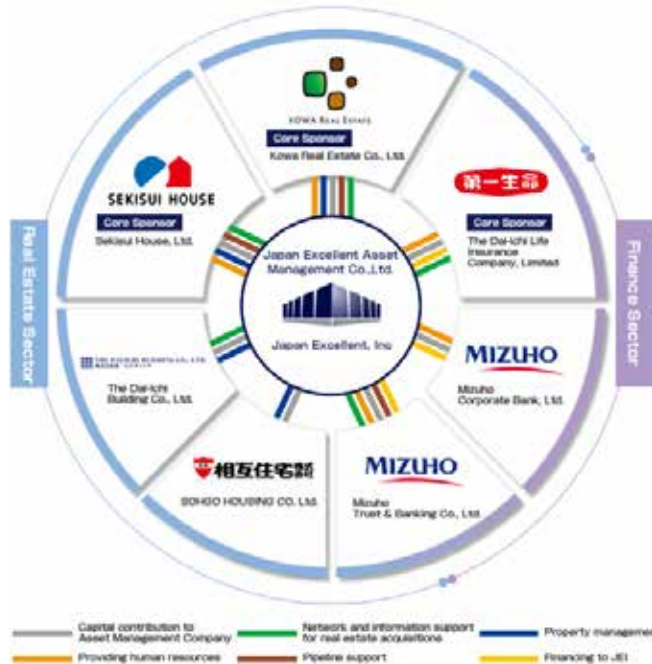 KOWA REAL ESTATE
Core Sponsor
Kowa Real Estate Co., Ltd.
SEKISUI HOUSE
Core Sponsor
Sekisui House, Ltd.
第一生命
Core Sponsor
The Dai-ichi Life
Insurance
Company, Limited
Real Estate Sector
Finance Sector
Japan Excellent Asset
Management Co.,Ltd.
Japan Excellent, Inc
The Dai-ichi
Building Co., Ltd.
MIZUHO
Mizuho
Corporate Bank, Ltd.
相互住宅
SOHGO HOUSING CO., Ltd.
MIZUHO
Mizuho
Trust & Banking Co., Ltd.
Capital contribution to
Asset Management Company
Network and information support
for real estate acquisitions
Property management
Providing human resources
Pipeline support
Financing to JEI